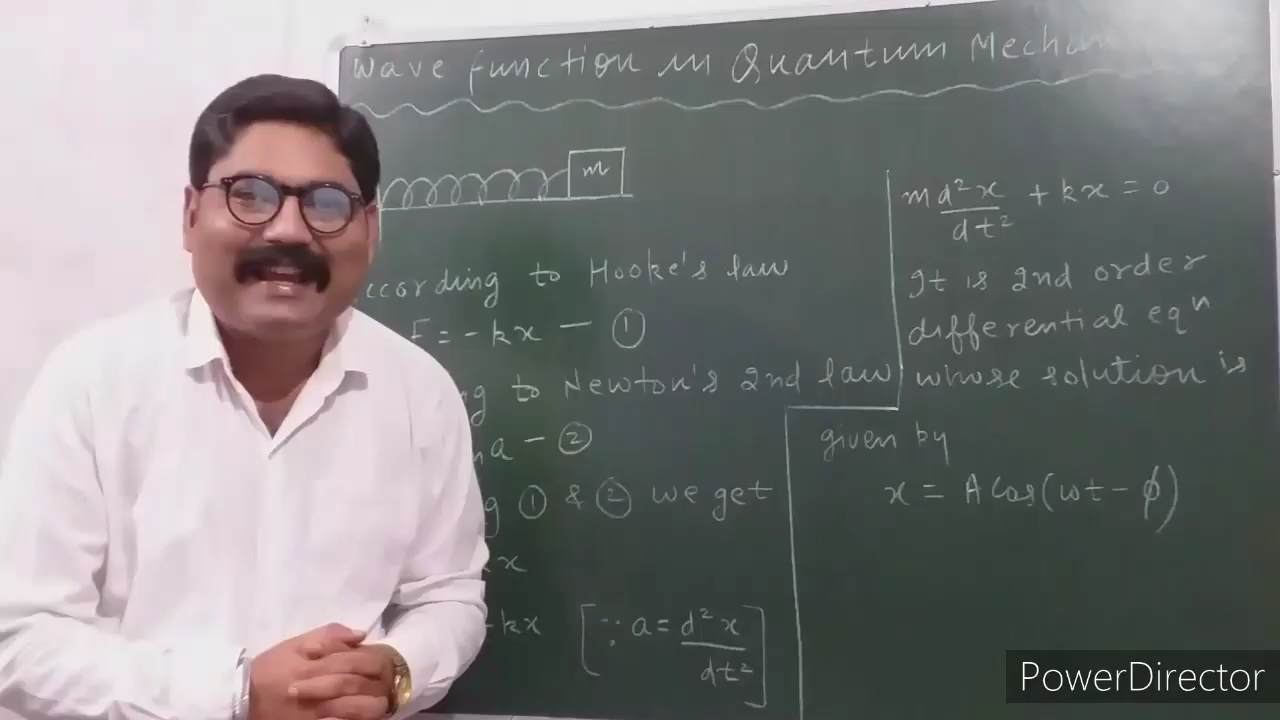 Wave function in Quantum
m
According to Hooke's law
F = -kx — ①
to Newton's 2nd law
a — ②
① & ② we get
x
-kx [∵ a = d²x/dt²]
m d²x/dt² + kx = 0
It is 2nd order
differential eqⁿ
whose solution is
given by
x = A cos(ωt - φ)
PowerDirector